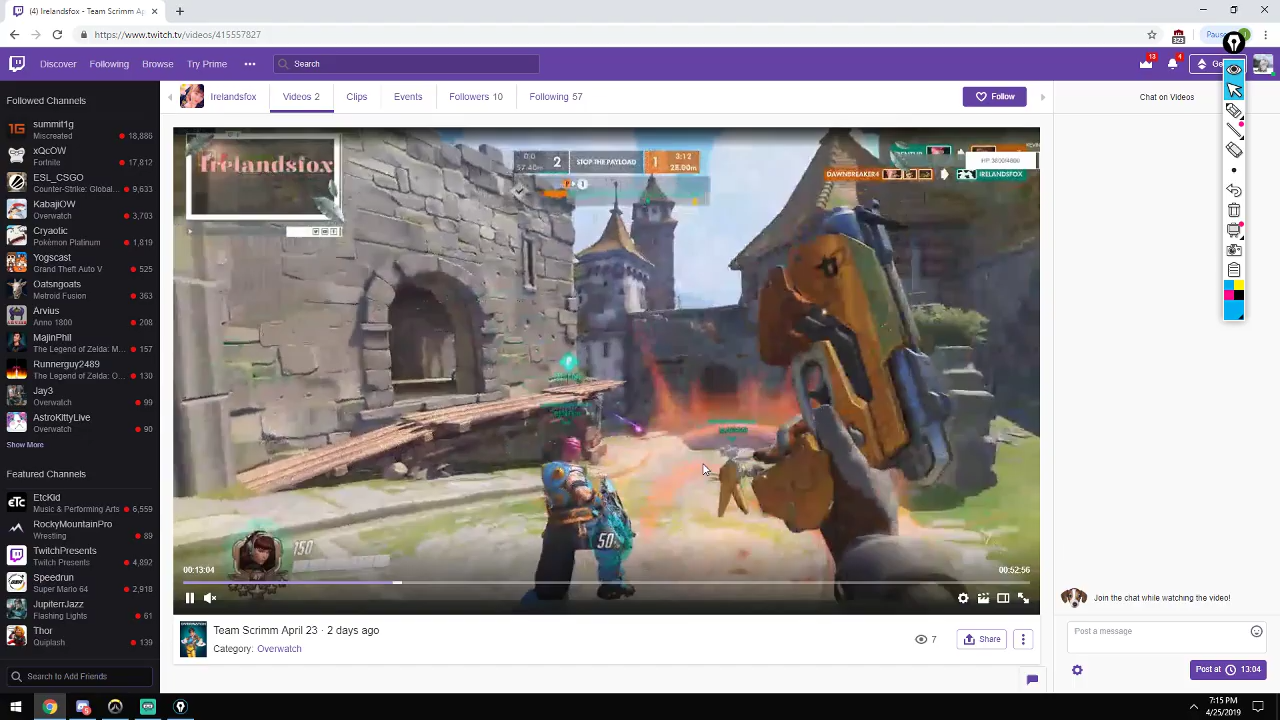 (4) Irelandsfox - Team Scrimm Ap
https://www.twitch.tv/videos/415557827
Discover
Following
Browse
Try Prime
Search
13
4
Followed Channels
summit1g
Miscreated
18,886
xQcOW
Fortnite
17,812
ESL_CSGO
Counter-Strike: Global...
9,633
KabajiOW
Overwatch
3,703
Cryaotic
Pokémon Platinum
1,819
Yogscast
Grand Theft Auto V
525
Oatsngoats
Metroid Fusion
363
Arvius
Anno 1800
208
MajinPhil
The Legend of Zelda: M...
157
Runnerguy2489
The Legend of Zelda: O...
130
Jay3
Overwatch
99
AstroKittyLive
Overwatch
90
Show More
Featured Channels
EtcKid
Music & Performing Arts
6,559
RockyMountainPro
Wrestling
89
TwitchPresents
Twitch Presents
4,892
Speedrun
Super Mario 64
2,918
JupiterrJazz
Flashing Lights
61
Thor
Quiplash
139
Search to Add Friends
Irelandsfox
Videos 2
Clips
Events
Followers 10
Following 57
Follow
Irelandsfox
2
STOP THE PAYLOAD
1
3:12
28.00m
DAWNBREAKER4
IRELANDSFOX
150
50
00:13:04
00:52:56
Team Scrimm April 23 · 2 days ago
Category: Overwatch
7
Share
Chat on Videos
Join the chat while watching the video!
Post a message
Post at 13:04
7:15 PM
4/25/2019